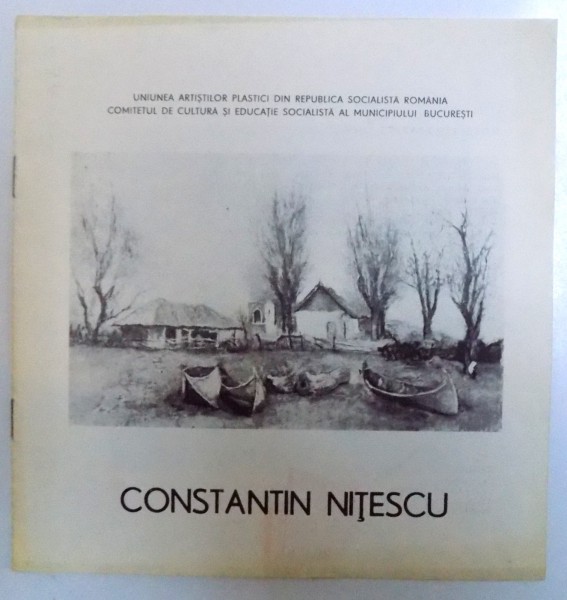 UNIUNEA ARTIȘTILOR PLASTICI DIN REPUBLICA SOCIALISTĂ ROMÂNIA
COMITETUL DE CULTURĂ ȘI EDUCAȚIE SOCIALISTĂ AL MUNICIPIULUI BUCUREȘTI
CONSTANTIN NIȚESCU